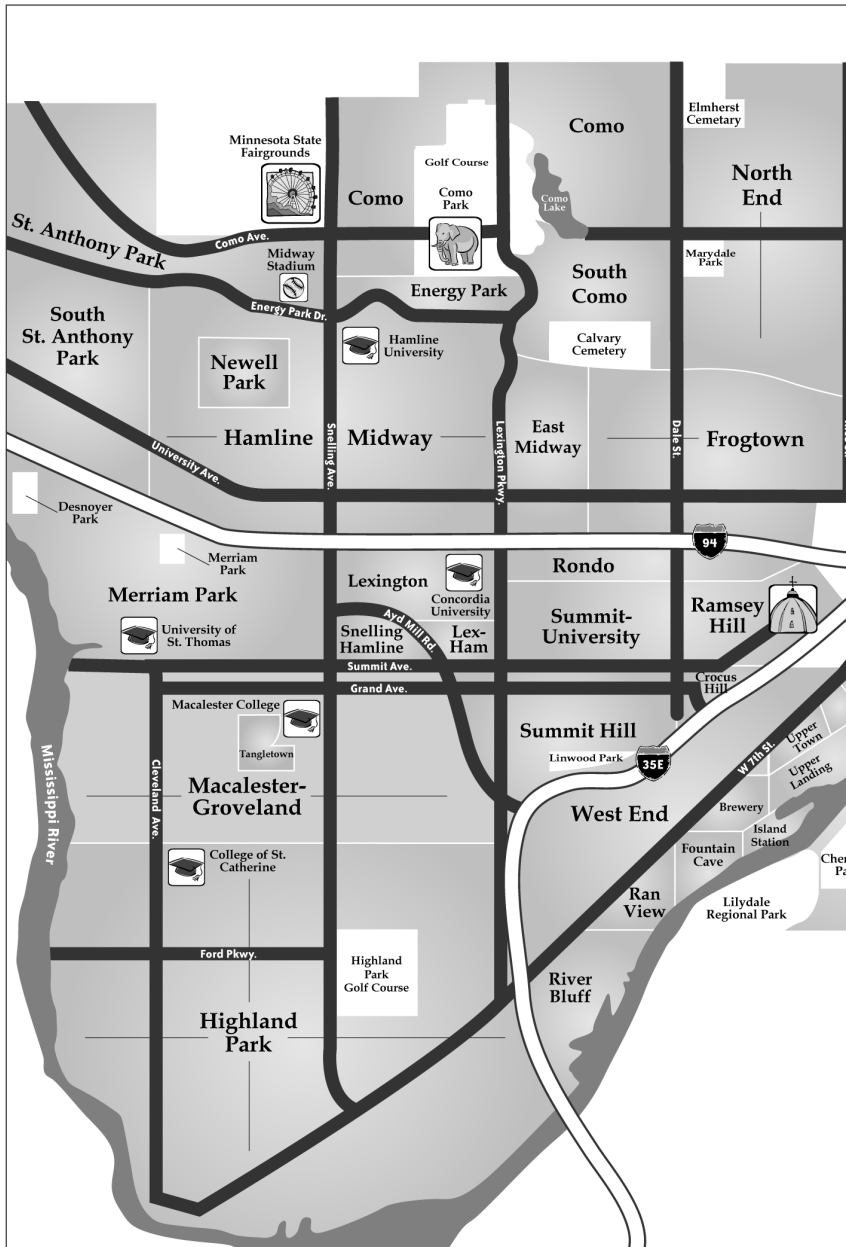 Elmherst
Cemetary
Como
Minnesota State
Fairgrounds
Golf Course
North
End
Como
Como
Park
Como
Lake
St. Anthony Park
Como Ave.
Midway
Stadium
Marydale
Park
South
Como
Energy Park
South
St. Anthony
Park
Energy Park Dr.
Hamline
University
Calvary
Cemetery
Newell
Park
Snelling Ave.
Lexington Pkwy.
Dale St.
East
Midway
Hamline
Midway
Frogtown
University Ave.
Desnoyer
Park
94
Merriam
Park
Rondo
Lexington
Concordia
University
Merriam Park
Ramsey
Hill
Ayd Mill Rd.
Summit-
University
University of
St. Thomas
Snelling
Hamline
Lex-
Ham
Summit Ave.
Crocus
Hill
Grand Ave.
Macalester College
Summit Hill
Upper
Town
Tangletown
Linwood Park
35E
W 7th St.
Upper
Landing
Mississippi River
Cleveland Ave.
Macalester-
Groveland
West End
Brewery
Island
Station
Fountain
Cave
College of St.
Catherine
Ran
View
Lilydale
Regional Park
Ford Pkwy.
Highland
Park
Golf Course
River
Bluff
Highland
Park